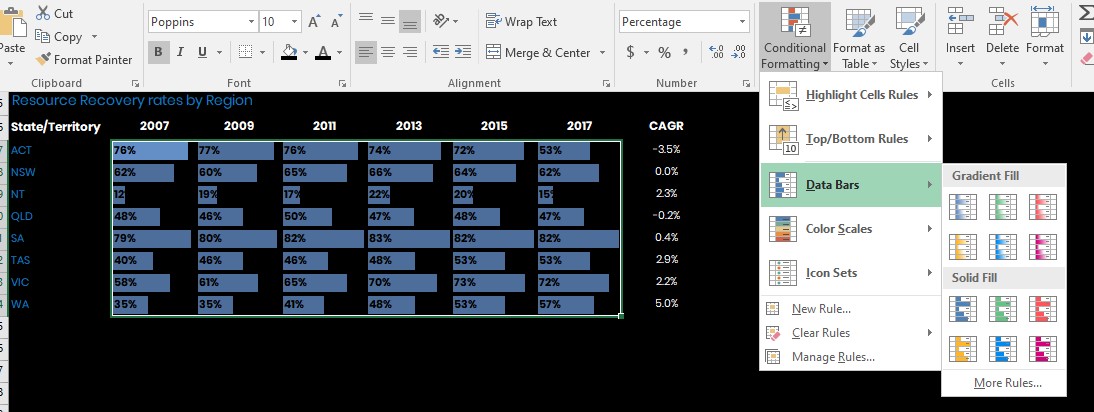 Cut
Copy
Paste
Format Painter
Clipboard
Poppins
10
A A
B I U
A
Font
Wrap Text
Merge & Center
Alignment
Percentage
$ % ,
Number
Conditional Formatting
Format as Table
Cell Styles
Insert
Delete
Format
Cells
Resource Recovery rates by Region
State/Territory 2007 2009 2011 2013 2015 2017 CAGR
ACT 76% 77% 76% 74% 72% 53% -3.5%
NSW 62% 60% 65% 66% 64% 62% 0.0%
NT 12 19% 17% 22% 20% 15% 2.3%
QLD 48% 46% 50% 47% 48% 47% -0.2%
SA 79% 80% 82% 83% 82% 82% 0.4%
TAS 40% 46% 46% 48% 53% 53% 2.9%
VIC 58% 61% 65% 70% 73% 72% 2.2%
WA 35% 35% 41% 48% 53% 57% 5.0%
Highlight Cells Rules
Top/Bottom Rules
Data Bars
Color Scales
Icon Sets
New Rule...
Clear Rules
Manage Rules...
Gradient Fill
Solid Fill
More Rules...